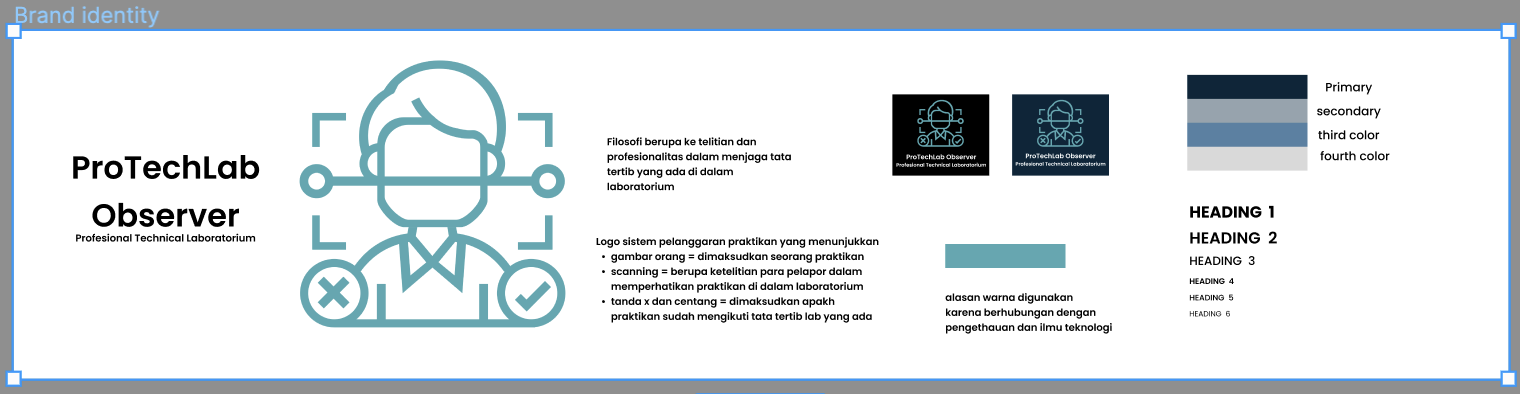 Brand identity
ProTechLab
Observer
Profesional Technical Laboratorium
Filosofi berupa ke telitian dan
profesionalitas dalam menjaga tata
tertib yang ada di dalam
laboratorium
Logo sistem pelanggaran praktikan yang menunjukkan
• gambar orang = dimaksudkan seorang praktikan
• scanning = berupa ketelitian para pelapor dalam
memperhatikan praktikan di dalam laboratorium
• tanda x dan centang = dimaksudkan apakh
praktikan sudah mengikuti tata tertib lab yang ada
ProTechLab Observer
Profesional Technical Laboratorium
ProTechLab Observer
Profesional Technical Laboratorium
alasan warna digunakan
karena berhubungan dengan
pengethauan dan ilmu teknologi
Primary
secondary
third color
fourth color
HEADING 1
HEADING 2
HEADING 3
HEADING 4
HEADING 5
HEADING 6